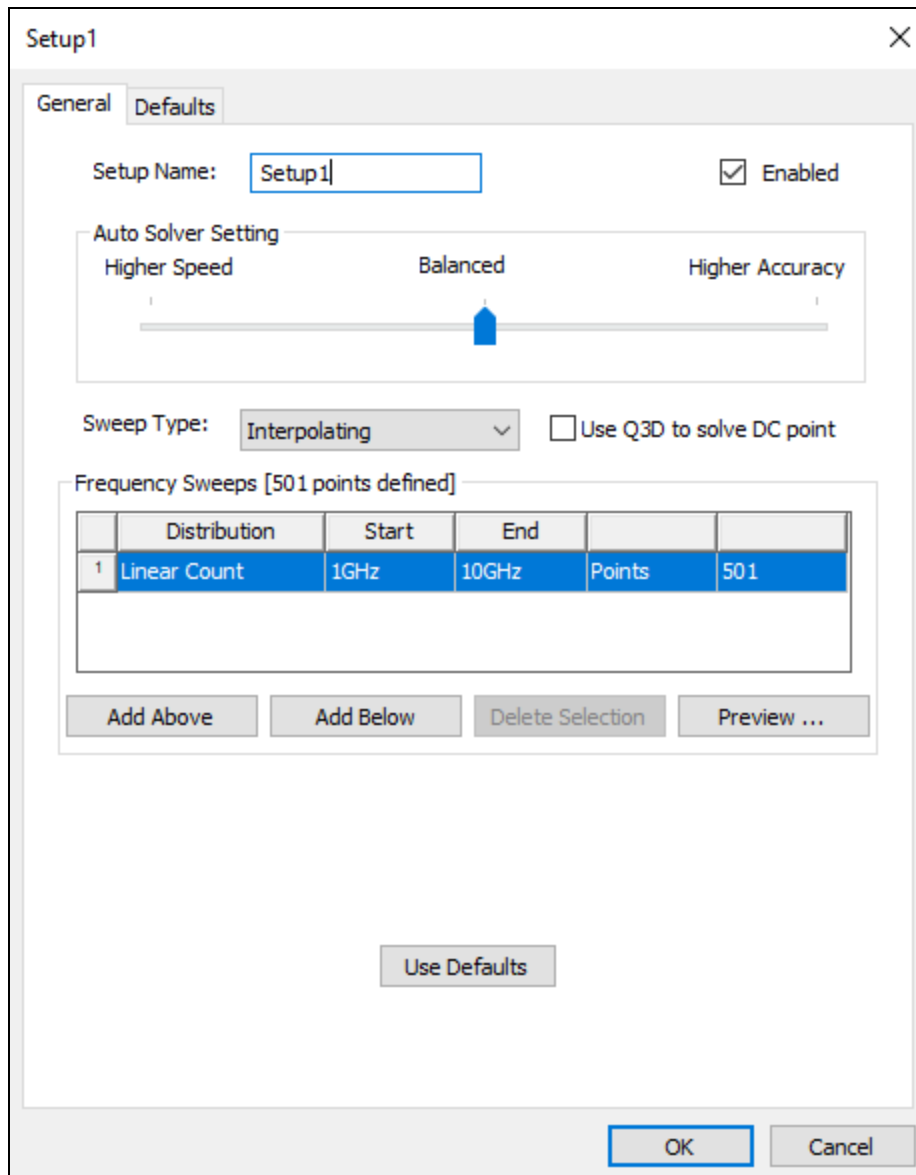 Setup1
General Defaults
Setup Name: Setup1 Enabled
Auto Solver Setting
Higher Speed Balanced Higher Accuracy
Sweep Type: Interpolating Use Q3D to solve DC point
Frequency Sweeps [501 points defined]
Distribution Start End
1 Linear Count 1GHz 10GHz Points 501
Add Above Add Below Delete Selection Preview ...
Use Defaults
OK Cancel